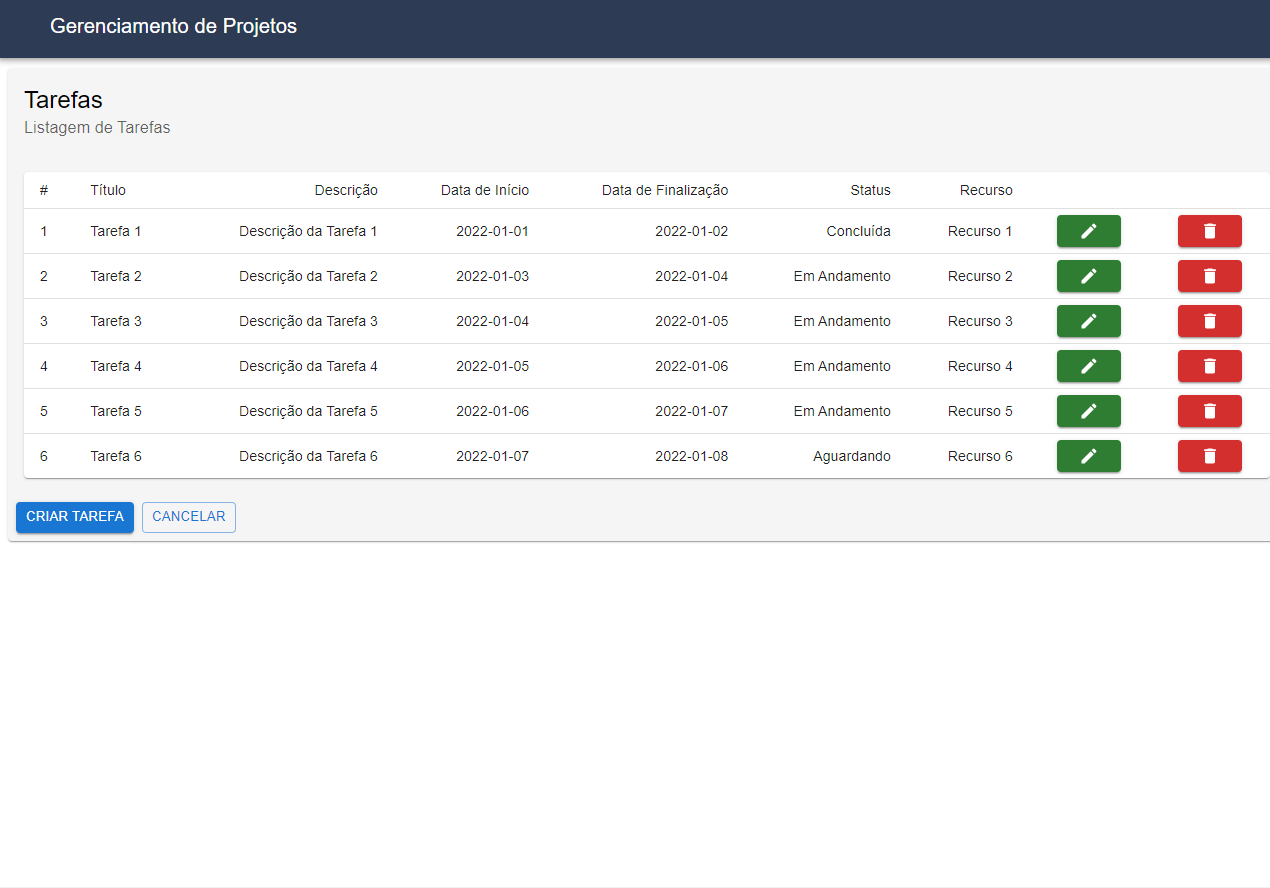 Gerenciamento de Projetos
Tarefas
Listagem de Tarefas
# Título Descrição Data de Início Data de Finalização Status Recurso
1 Tarefa 1 Descrição da Tarefa 1 2022-01-01 2022-01-02 Concluída Recurso 1
2 Tarefa 2 Descrição da Tarefa 2 2022-01-03 2022-01-04 Em Andamento Recurso 2
3 Tarefa 3 Descrição da Tarefa 3 2022-01-04 2022-01-05 Em Andamento Recurso 3
4 Tarefa 4 Descrição da Tarefa 4 2022-01-05 2022-01-06 Em Andamento Recurso 4
5 Tarefa 5 Descrição da Tarefa 5 2022-01-06 2022-01-07 Em Andamento Recurso 5
6 Tarefa 6 Descrição da Tarefa 6 2022-01-07 2022-01-08 Aguardando Recurso 6
CRIAR TAREFA CANCELAR